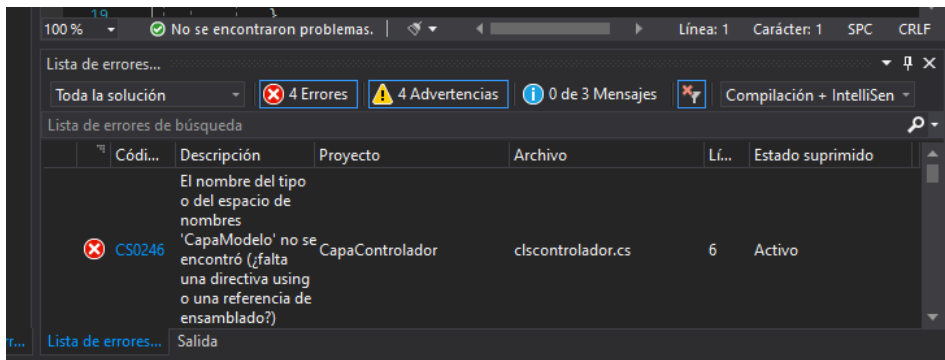 19
100 %
No se encontraron problemas.
Línea: 1 Carácter: 1 SPC CRLF
Lista de errores...
Toda la solución
4 Errores
4 Advertencias
0 de 3 Mensajes
Compilación + IntelliSen
Lista de errores de búsqueda
Códi... Descripción Proyecto Archivo Lí... Estado suprimido
El nombre del tipo
o del espacio de
nombres
'CapaModelo' no se
encontró (¿falta
una directiva using
o una referencia de
ensamblado?)
CS0246
CapaControlador
clscontrolador.cs
6
Activo
Lista de errores...
Salida